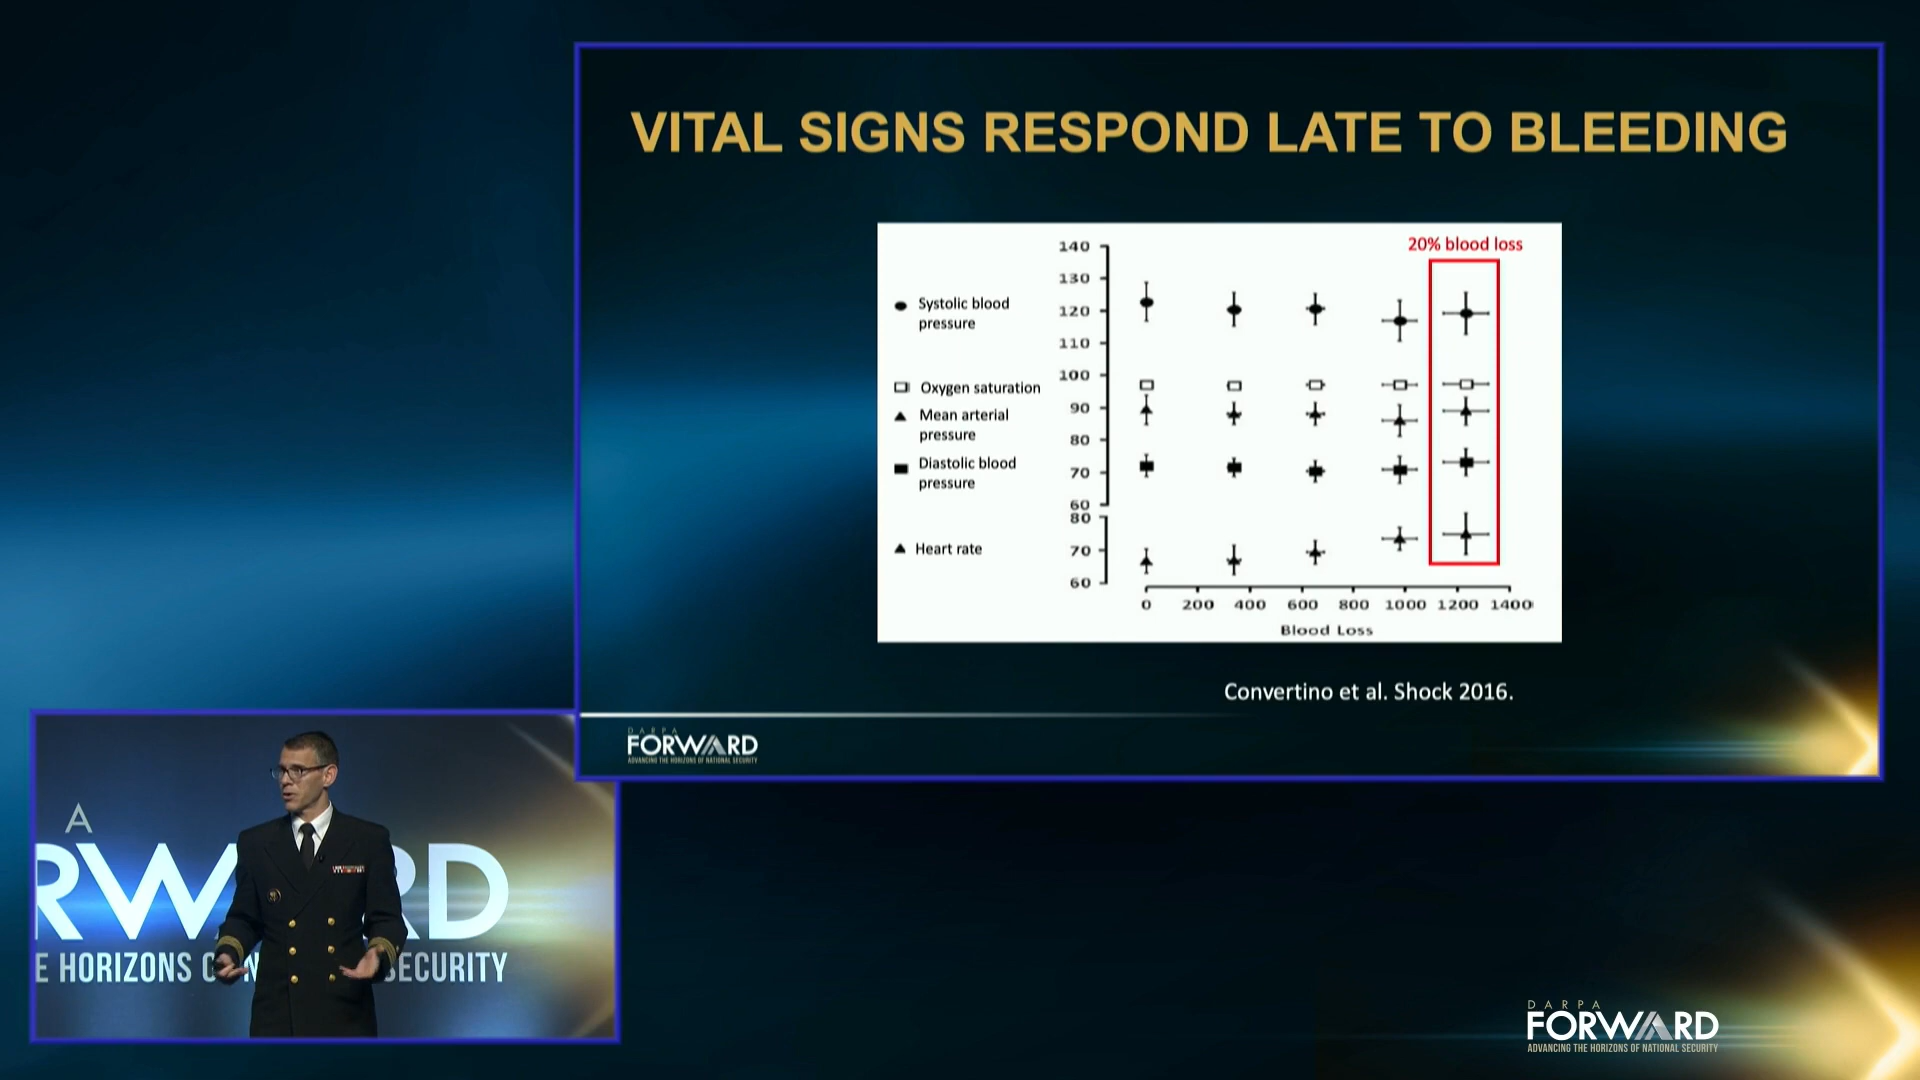 VITAL SIGNS RESPOND LATE TO BLEEDING
20% blood loss
140
130
120
110
100
90
80
70
60
80
70
60
Systolic blood
pressure
Oxygen saturation
Mean arterial
pressure
Diastolic blood
pressure
Heart rate
0 200 400 600 800 1000 1200 1400
Blood Loss
Convertino et al. Shock 2016.
DARPA
FORWARD
ADVANCING THE HORIZONS OF NATIONAL SECURITY
A
RWARD
E HORIZONS SECURITY
DARPA
FORWARD
ADVANCING THE HORIZONS OF NATIONAL SECURITY